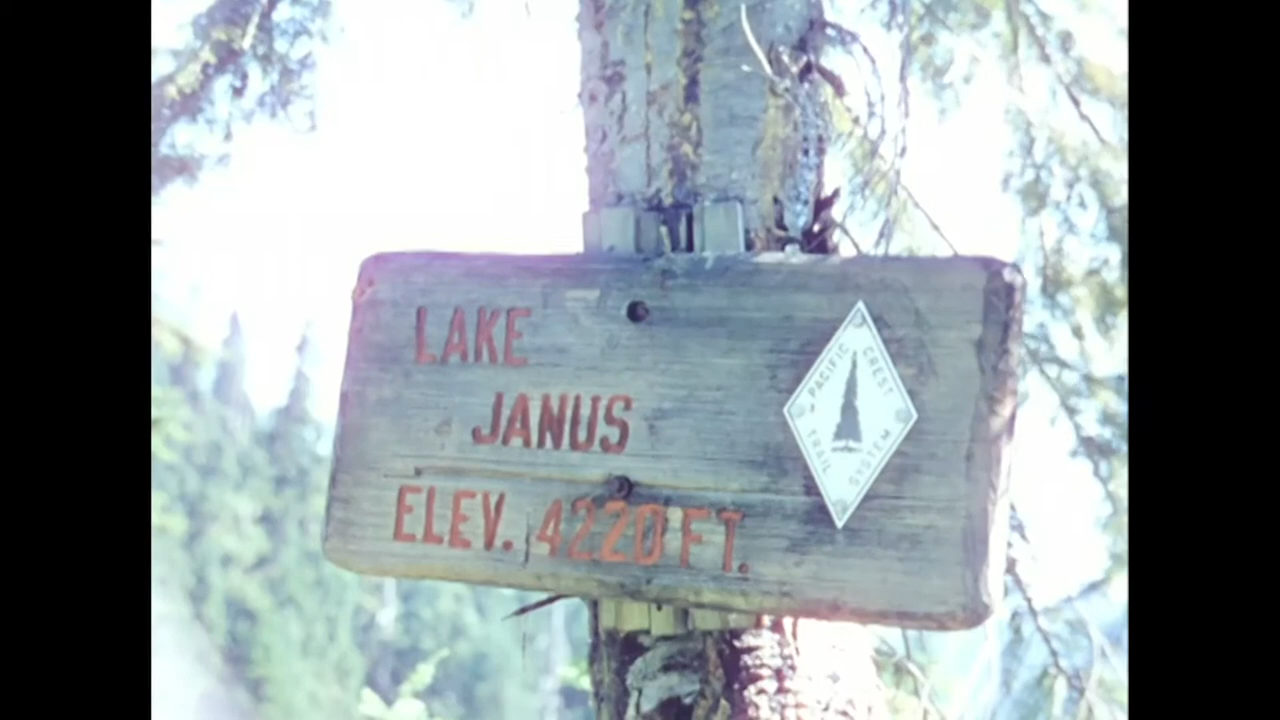 LAKE
JANUS
ELEV. 4220 FT.
PACIFIC CREST
TRAIL SYSTEM